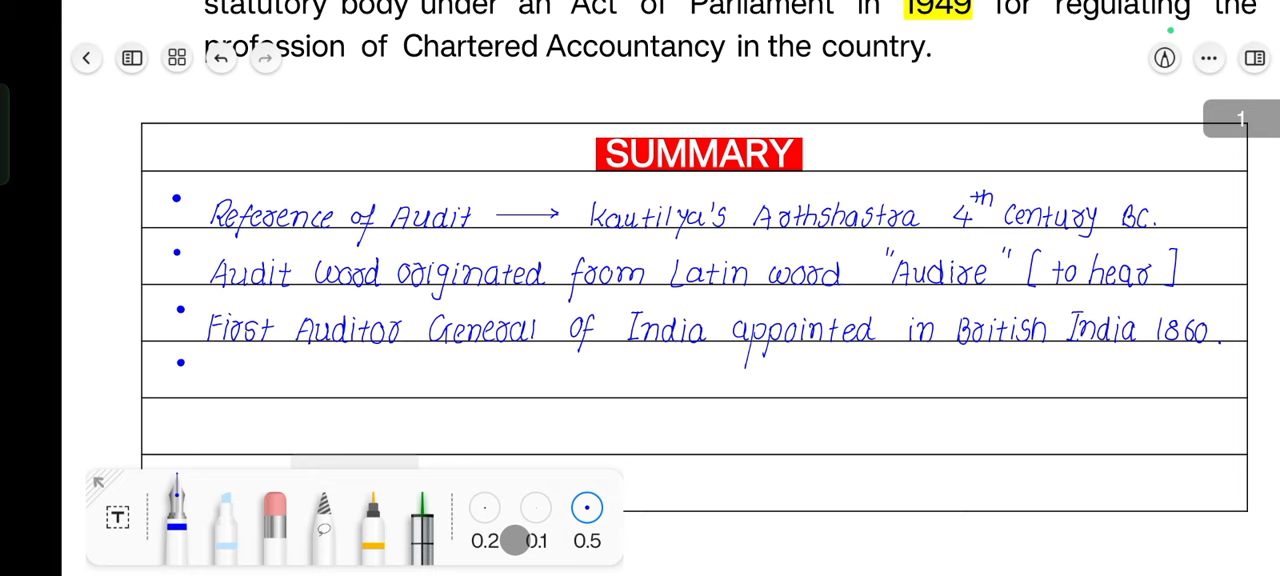 statutory body under an Act of Parliament in 1949 for regulating the
profession of Chartered Accountancy in the country.
1
SUMMARY
• Reference of Audit ⟶ Kautilya's Arthshastra 4th Century BC.
• Audit word originated from Latin word "Audire" [ to hear ]
• First Auditor General of India appointed in British India 1860.
•
T
0.2 0.1 0.5